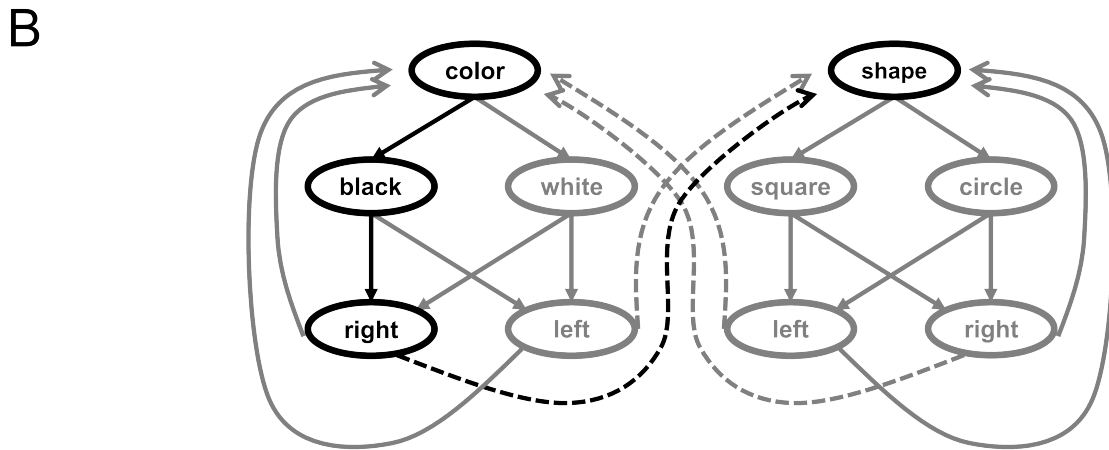 B
color shape
black white square circle
right left left right